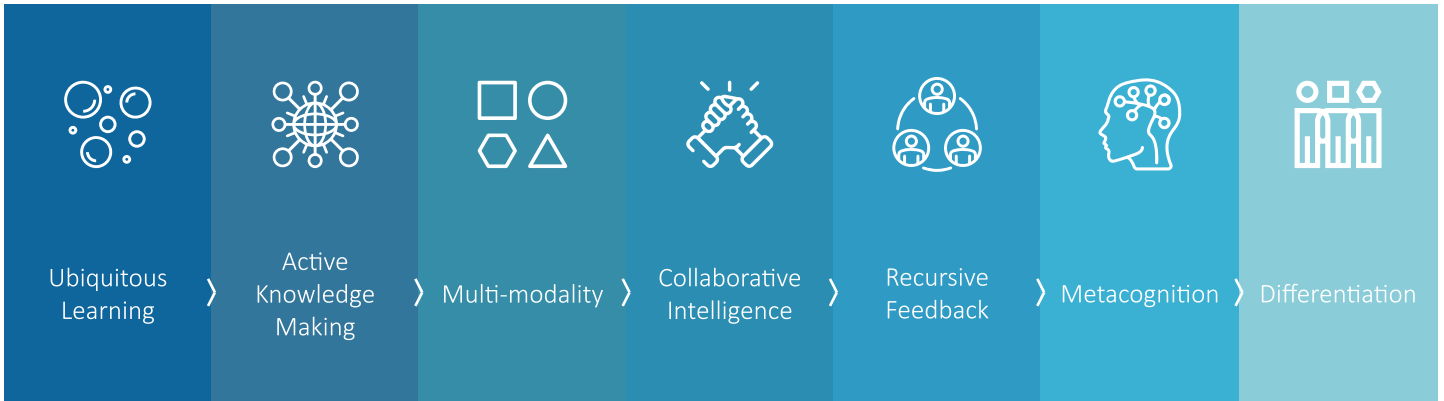 Ubiquitous
Learning
Active
Knowledge
Making
Multi-modality
Collaborative
Intelligence
Recursive
Feedback
Metacognition
Differentiation